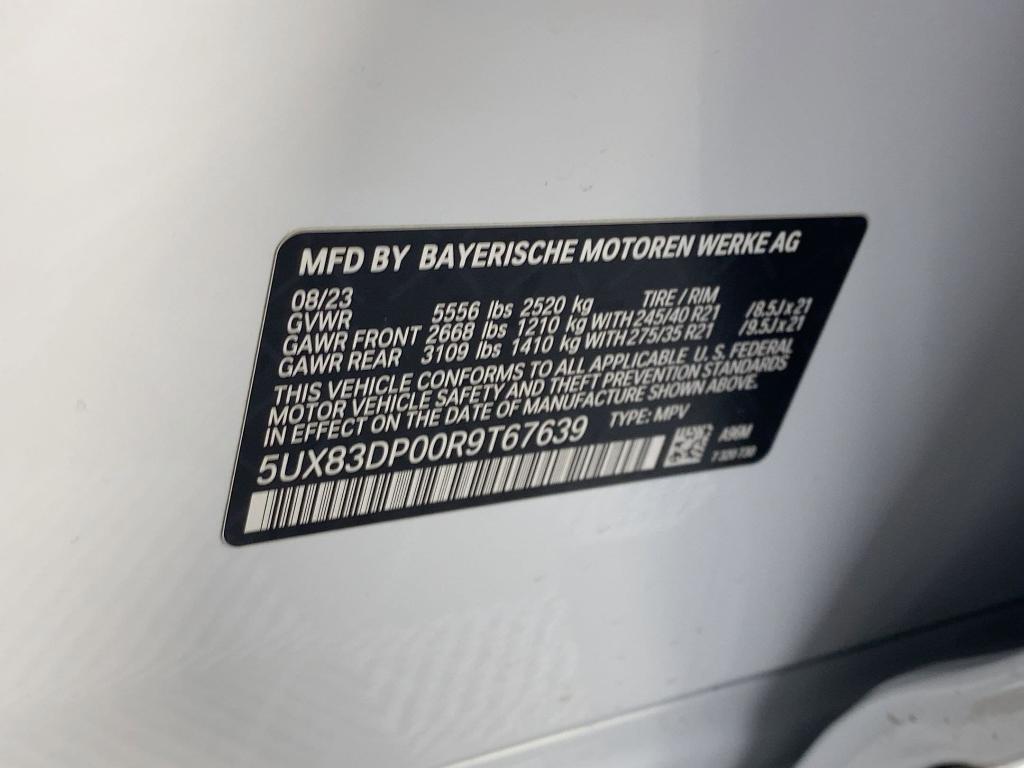 MFD BY BAYERISCHE MOTOREN WERKE AG
08/23
GVWR 5556 lbs 2520 kg TIRE / RIM
GAWR FRONT 2668 lbs 1210 kg WITH 245/40 R21 /8.5Jx21
GAWR REAR 3109 lbs 1410 kg WITH 275/35 R21 /9.5Jx21
THIS VEHICLE CONFORMS TO ALL APPLICABLE U.S. FEDERAL
MOTOR VEHICLE SAFETY AND THEFT PREVENTION STANDARDS
IN EFFECT ON THE DATE OF MANUFACTURE SHOWN ABOVE.
5UX83DP00R9T67639 TYPE: MPV